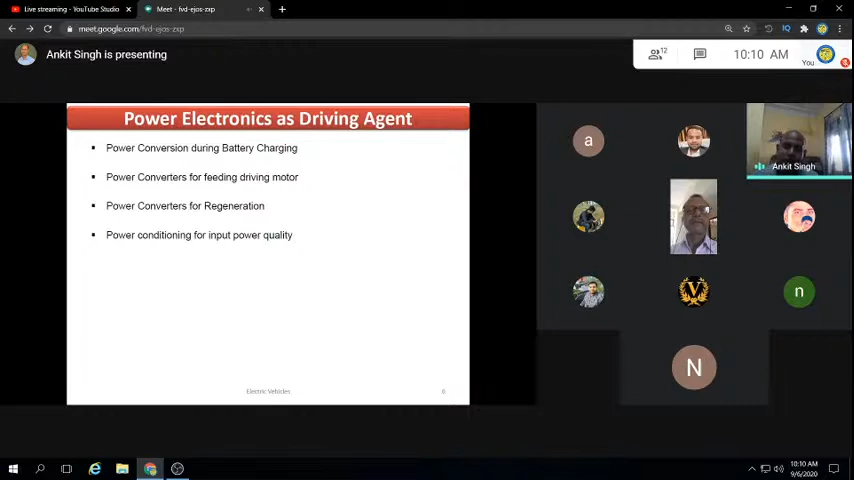 Live streaming - YouTube Studio
Meet - fvd-ejos-zxp
meet.google.com/fvd-ejos-zxp
Ankit Singh is presenting
12
10:10 AM
You
Power Electronics as Driving Agent
Power Conversion during Battery Charging
Power Converters for feeding driving motor
Power Converters for Regeneration
Power conditioning for input power quality
Electric Vehicles
6
a
Ankit Singh
V
n
N
10:10 AM
9/6/2020